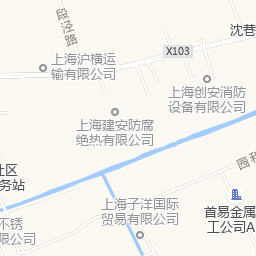 段泾路
沈巷
X103
上海沪横运
输有限公司
上海创安消防
设备有限公司
上海建安防腐
绝热有限公司
社区
务站
园和
上海子洋国际
贸易有限公司
首易金属
工公司A
不锈
限公司